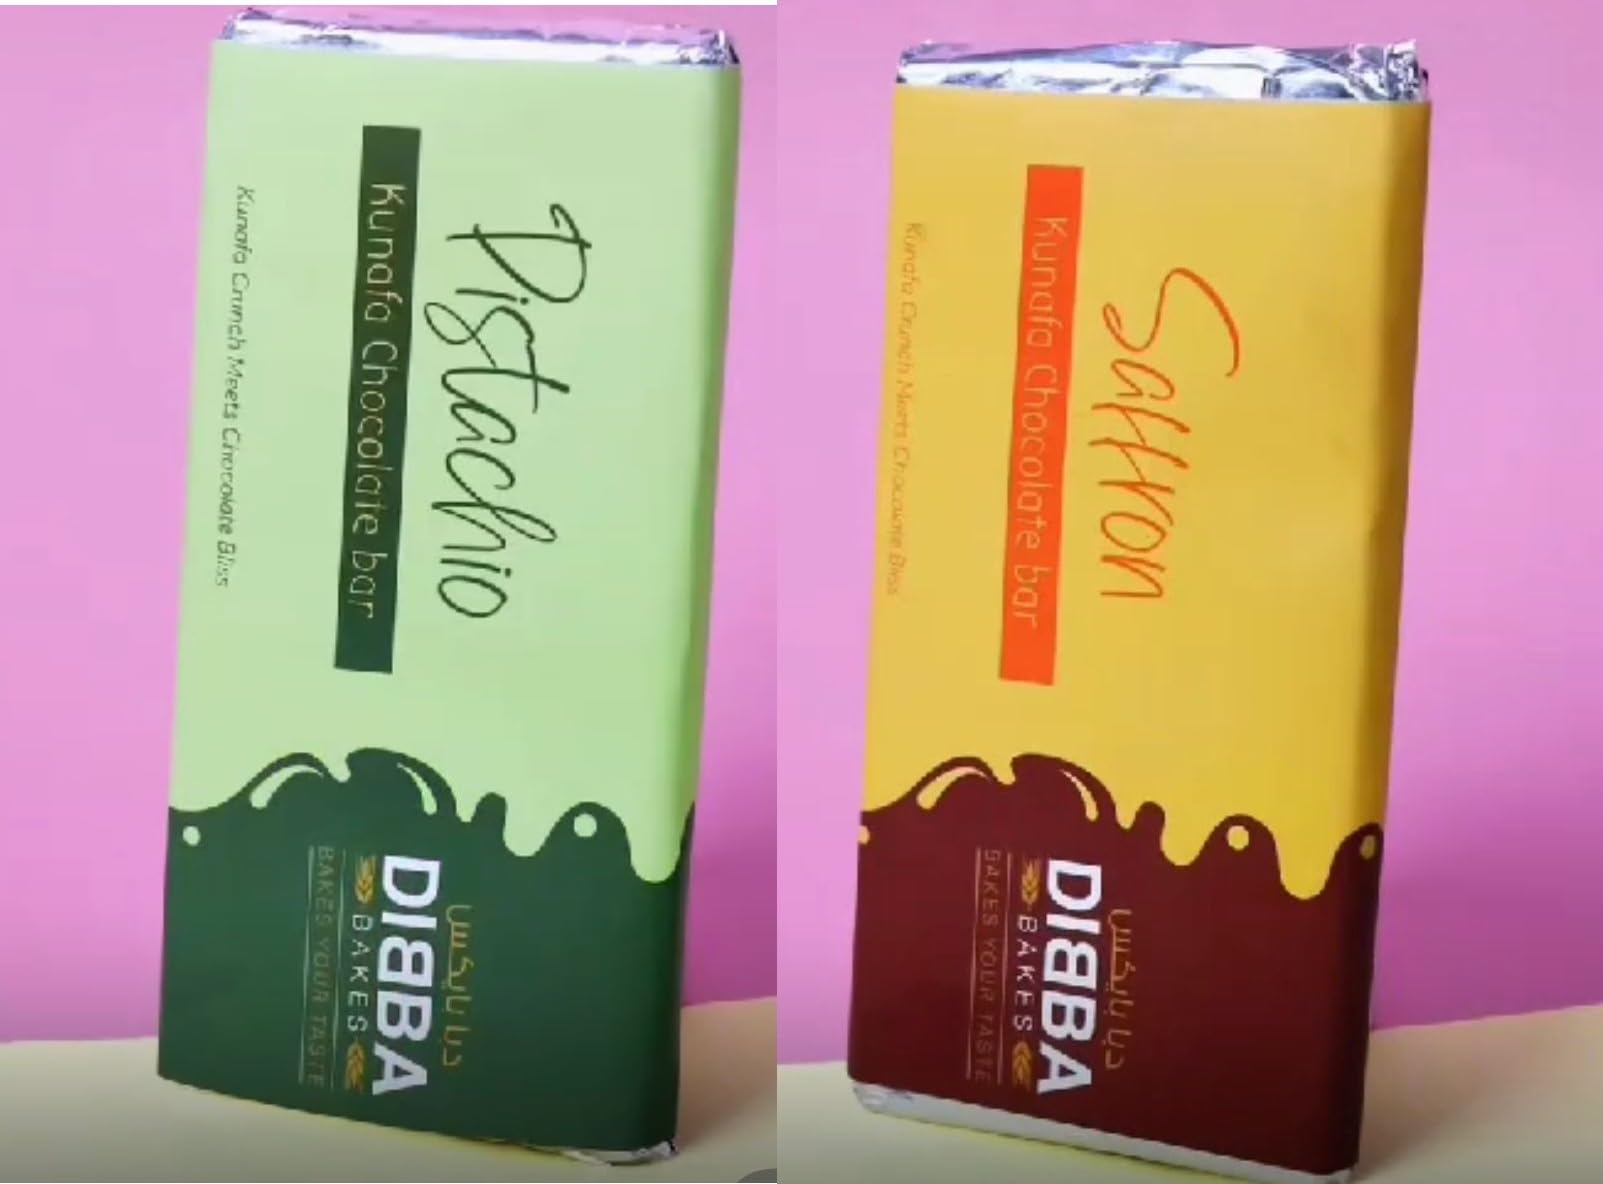 Pistachio
Kunafa Chocolate bar
Kunafa Crunch Meets Chocolate Bliss
دبا بايكس
DIBBA
BAKES
BAKES YOUR TASTE
Saffron
Kunafa Chocolate bar
Kunafa Crunch Meets Chocolate Bliss
دبا بايكس
DIBBA
BAKES
BAKES YOUR TASTE